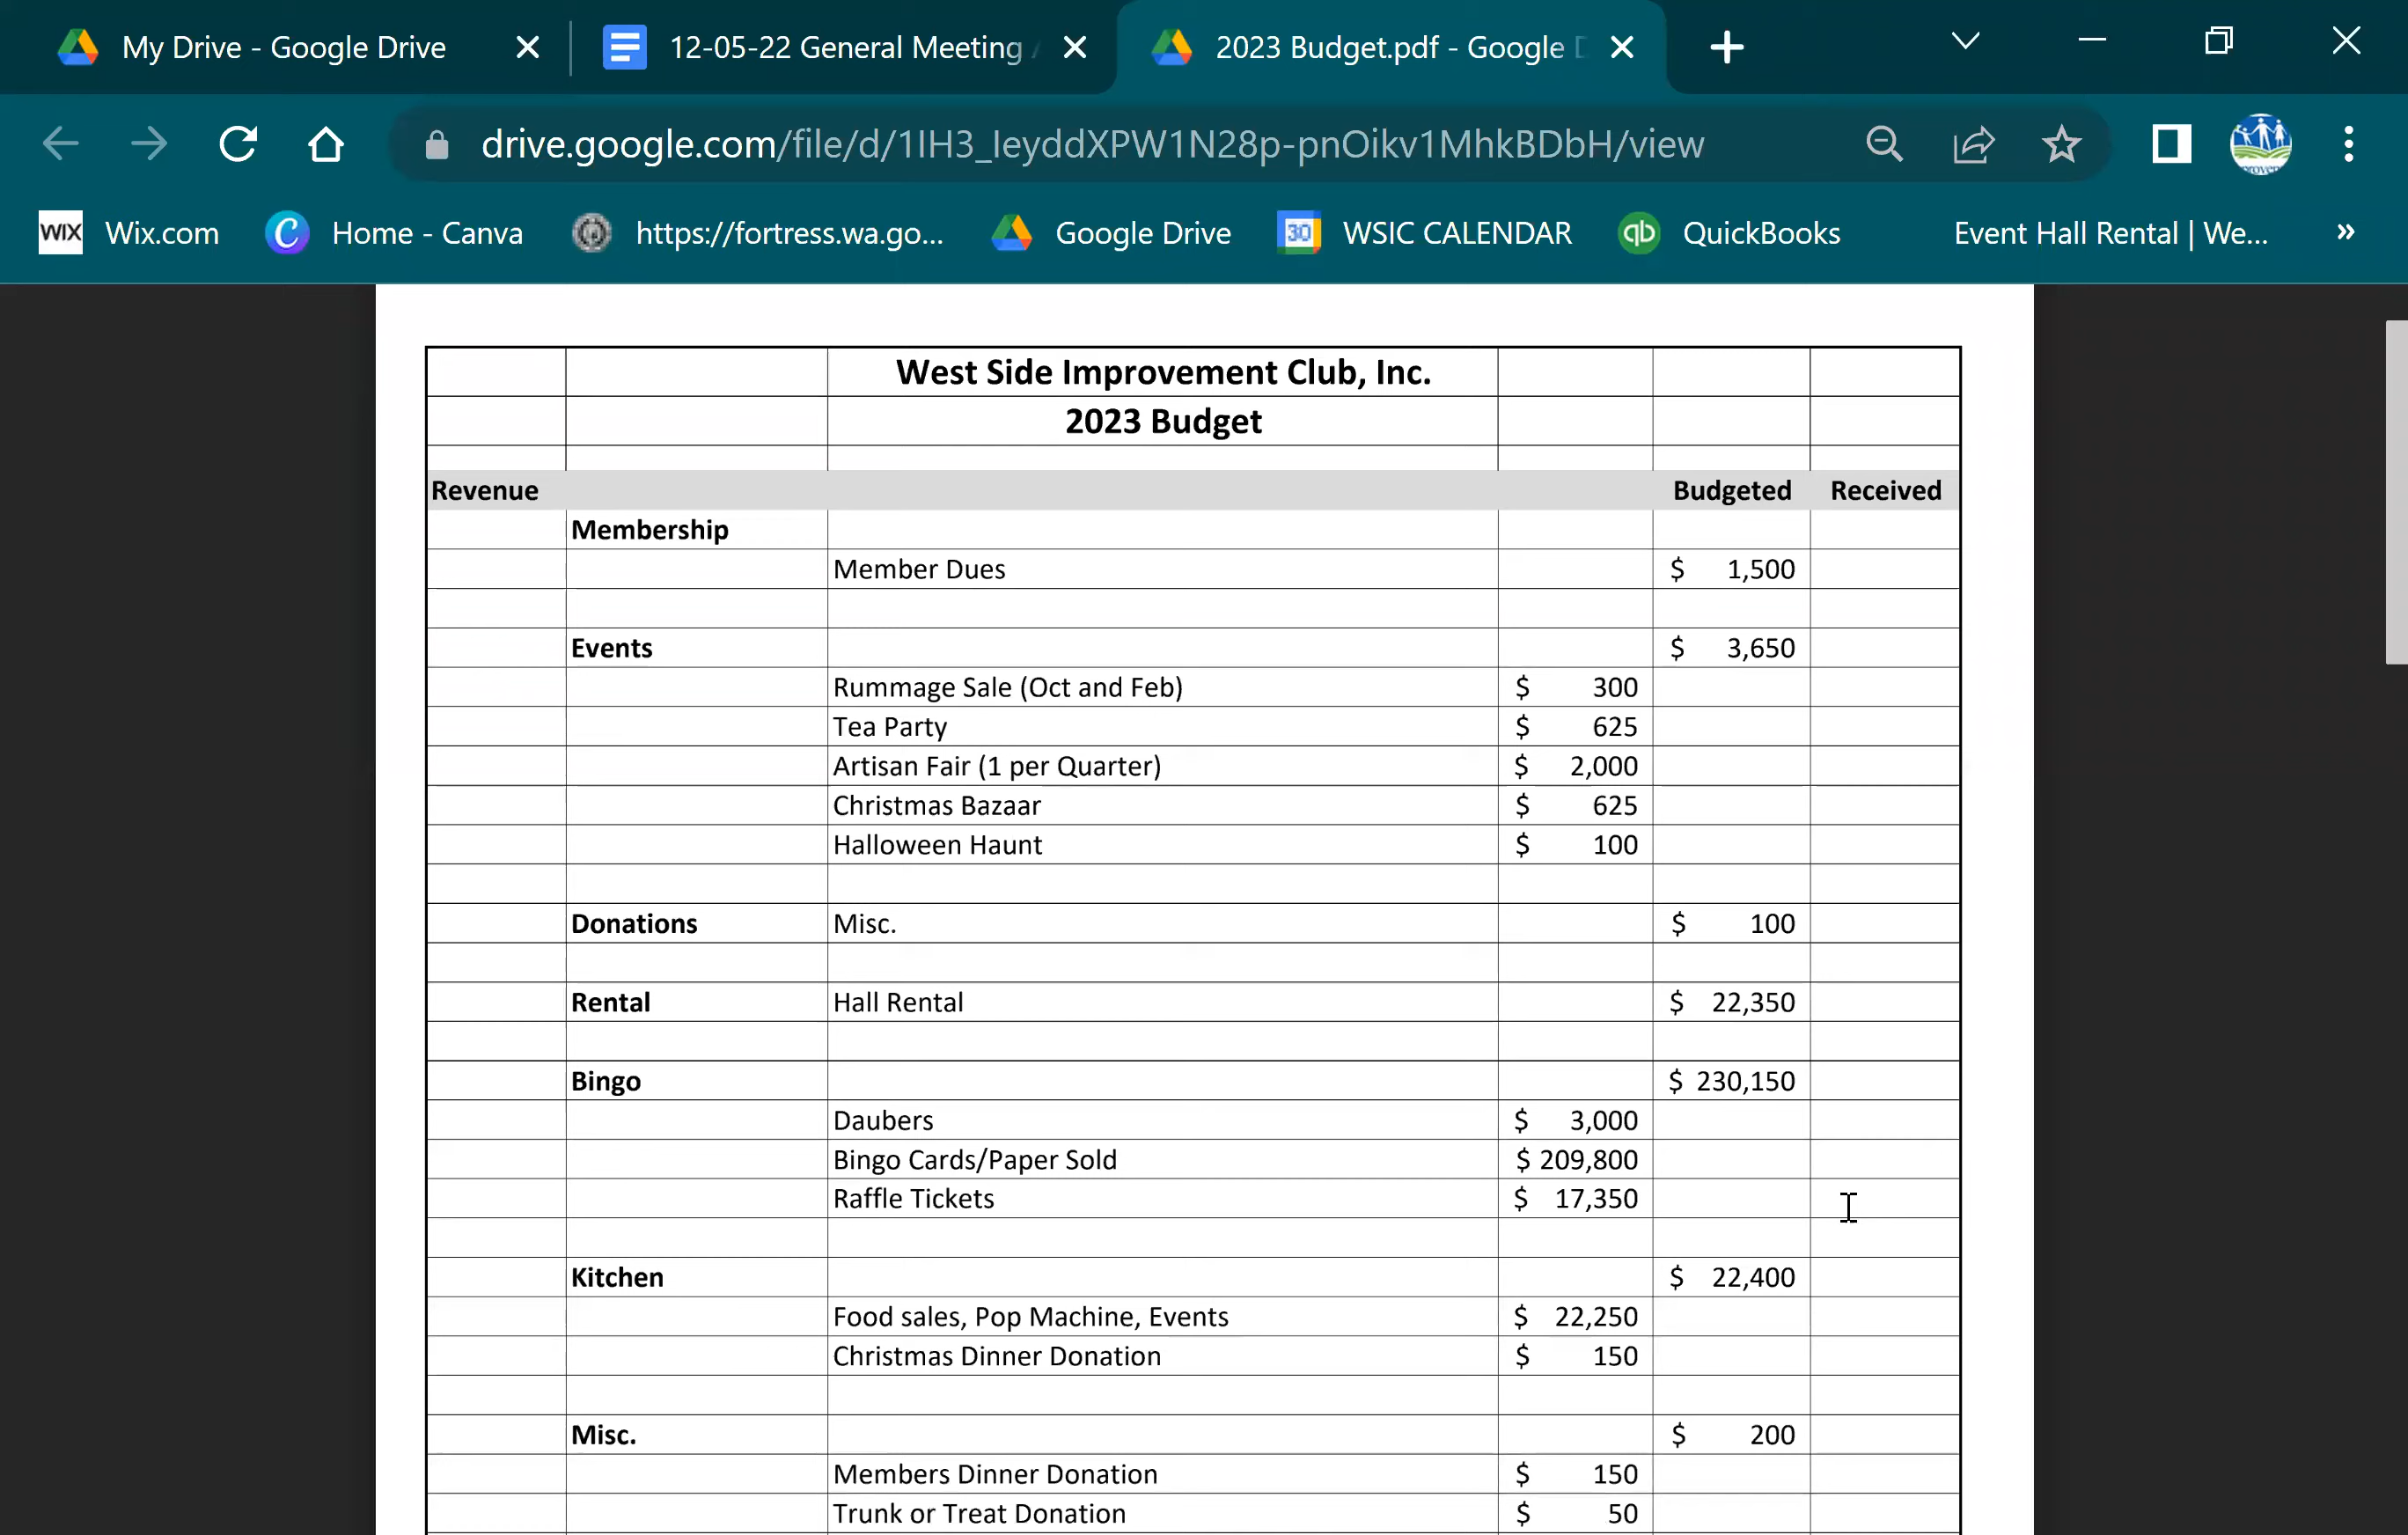 My Drive - Google Drive
12-05-22 General Meeting
2023 Budget.pdf - Google
drive.google.com/file/d/1IH3_IeyddXPW1N28p-pnOikv1MhkBDbH/view
WIX Wix.com
Home - Canva
https://fortress.wa.go...
Google Drive
30 WSIC CALENDAR
qb QuickBooks
Event Hall Rental | We...
»
West Side Improvement Club, Inc.
2023 Budget
Revenue Budgeted Received
Membership
Member Dues $ 1,500
Events $ 3,650
Rummage Sale (Oct and Feb) $ 300
Tea Party $ 625
Artisan Fair (1 per Quarter) $ 2,000
Christmas Bazaar $ 625
Halloween Haunt $ 100
Donations Misc. $ 100
Rental Hall Rental $ 22,350
Bingo $ 230,150
Daubers $ 3,000
Bingo Cards/Paper Sold $ 209,800
Raffle Tickets $ 17,350
Kitchen $ 22,400
Food sales, Pop Machine, Events $ 22,250
Christmas Dinner Donation $ 150
Misc. $ 200
Members Dinner Donation $ 150
Trunk or Treat Donation $ 50